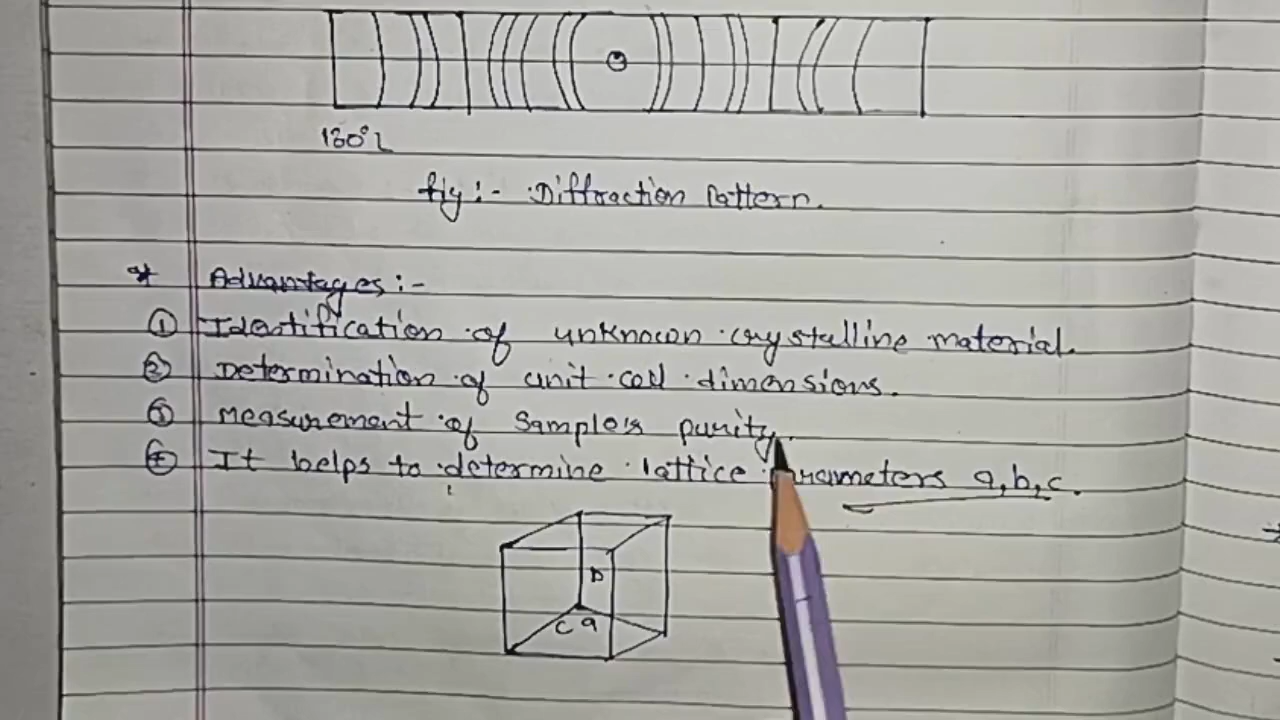 180°
fig:- Diffraction Pattern.
* Advantages:-
① Identification of unknown crystalline material.
② Determination of unit cell dimensions.
③ Measurement of Sample's purity.
④ It helps to determine lattice parameters a, b, c.
b
c a